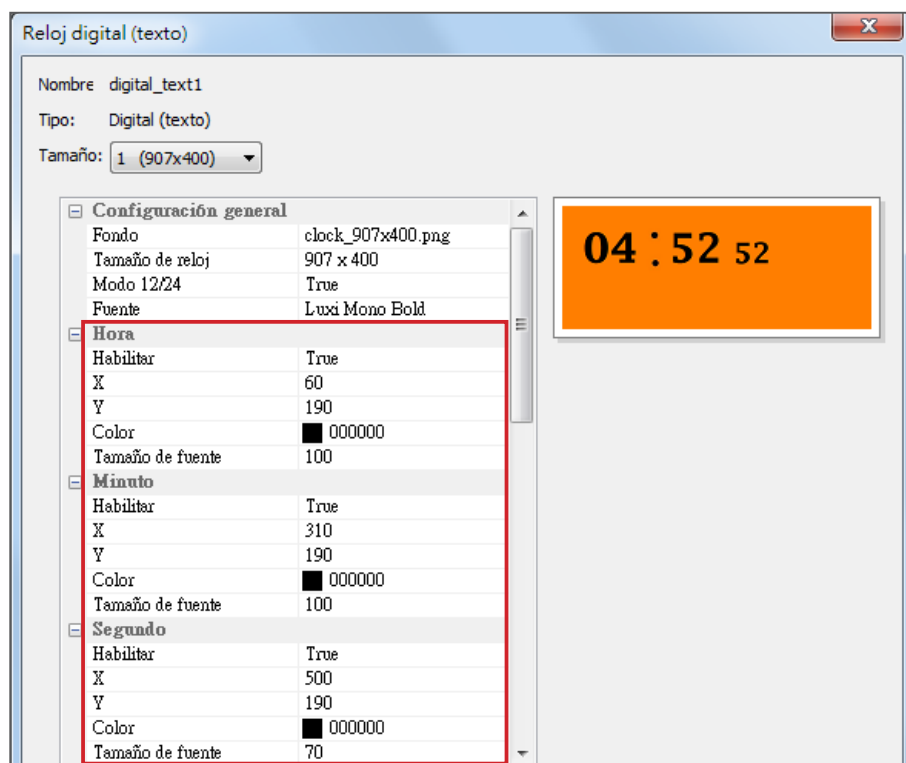 Reloj digital (texto)
Nombre digital_text1
Tipo: Digital (texto)
Tamaño: 1 (907x400)
Configuración general
Fondo clock_907x400.png
Tamaño de reloj 907 x 400
Modo 12/24 True
Fuente Luxi Mono Bold
Hora
Habilitar True
X 60
Y 190
Color 000000
Tamaño de fuente 100
Minuto
Habilitar True
X 310
Y 190
Color 000000
Tamaño de fuente 100
Segundo
Habilitar True
X 500
Y 190
Color 000000
Tamaño de fuente 70
04 : 52 52